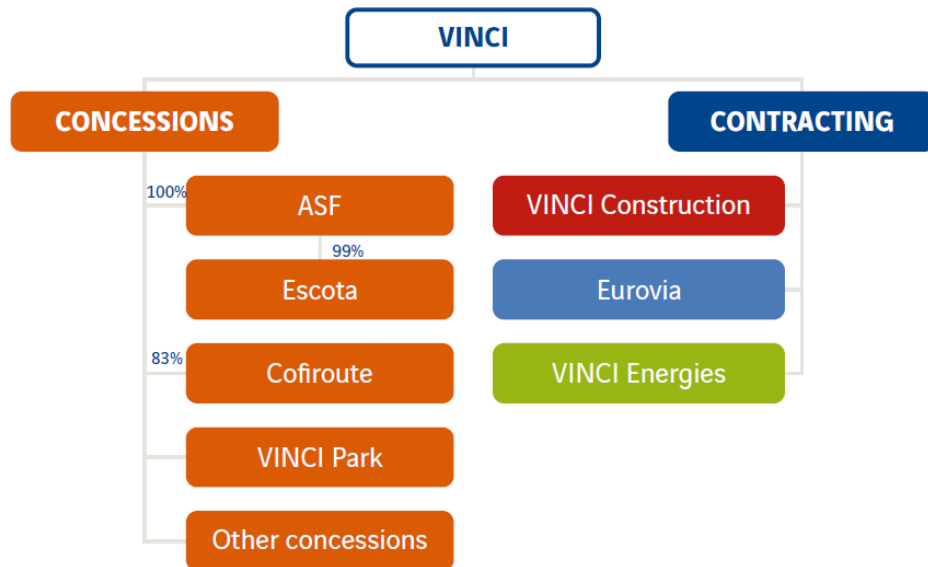 VINCI
CONCESSIONS
CONTRACTING
100%
ASF
99%
Escota
83%
Cofiroute
VINCI Park
Other concessions
VINCI Construction
Eurovia
VINCI Energies